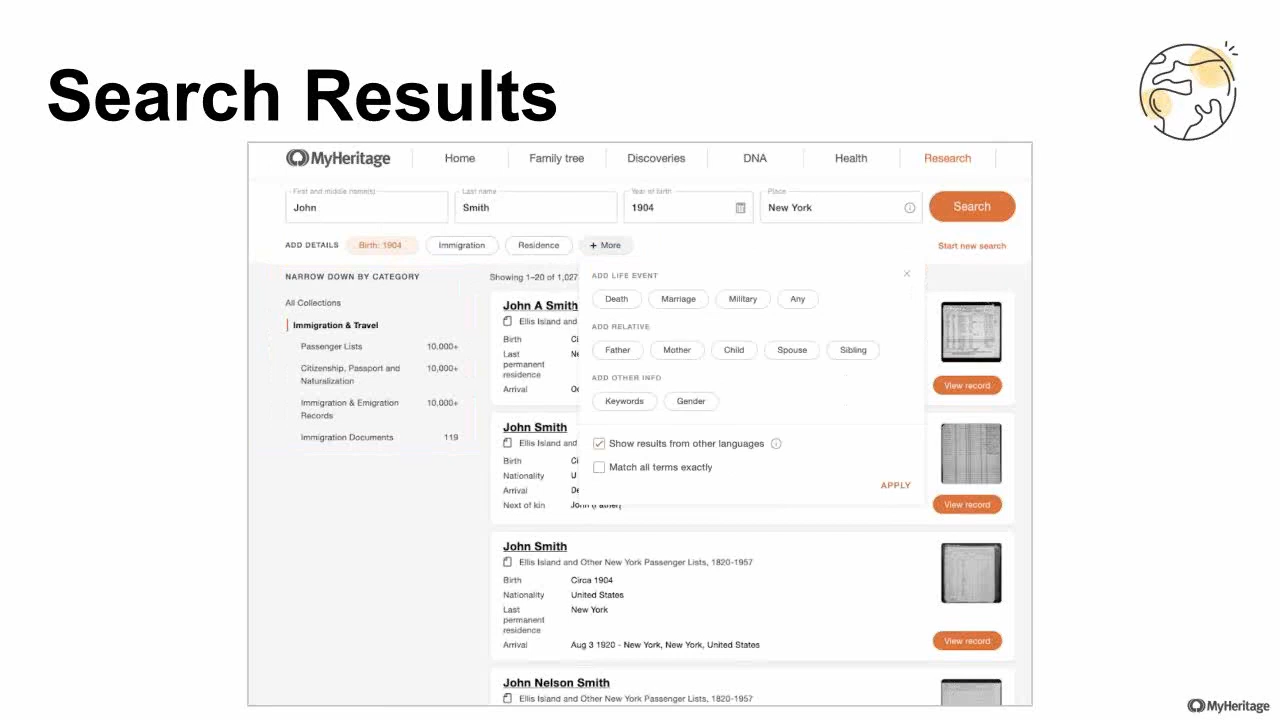 Search Results
MyHeritage
Home
Family tree
Discoveries
DNA
Health
Research
First and middle name(s)
Last name
Year of birth
Place
John
Smith
1904
New York
Search
ADD DETAILS
Birth: 1904
Immigration
Residence
+ More
Start new search
NARROW DOWN BY CATEGORY
All Collections
Immigration & Travel
Passenger Lists 10,000+
Citizenship, Passport and
Naturalization 10,000+
Immigration & Emigration
Records 10,000+
Immigration Documents 119
Showing 1–20 of 1,027
John A Smith
Ellis Island and
Birth
Last
permanent
residence
Arrival
View record
ADD LIFE EVENT
Death
Marriage
Military
Any
ADD RELATIVE
Father
Mother
Child
Spouse
Sibling
ADD OTHER INFO
Keywords
Gender
Show results from other languages
Match all terms exactly
APPLY
John Smith
Ellis Island and
Birth
Nationality
Arrival
Next of kin John (Father)
View record
John Smith
Ellis Island and Other New York Passenger Lists, 1820-1957
Birth Circa 1904
Nationality United States
Last New York
permanent
residence
Arrival Aug 3 1920 - New York, New York, United States
View record
John Nelson Smith
Ellis Island and Other New York Passenger Lists, 1820-1957
MyHeritage